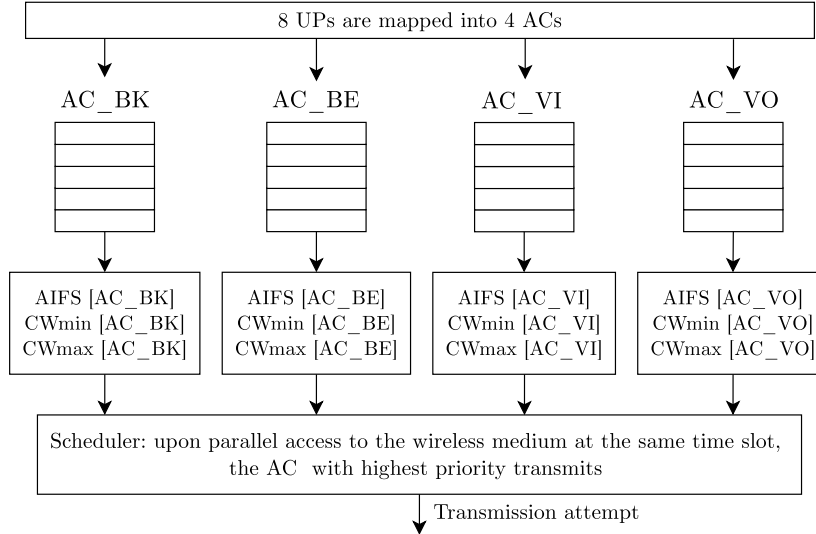 8 UPs are mapped into 4 ACs
AC_BK
AC_BE
AC_VI
AC_VO
AIFS [AC_BK]
CWmin [AC_BK]
CWmax [AC_BK]
AIFS [AC_BE]
CWmin [AC_BE]
CWmax [AC_BE]
AIFS [AC_VI]
CWmin [AC_VI]
CWmax [AC_VI]
AIFS [AC_VO]
CWmin [AC_VO]
CWmax [AC_VO]
Scheduler: upon parallel access to the wireless medium at the same time slot,
the AC with highest priority transmits
Transmission attempt